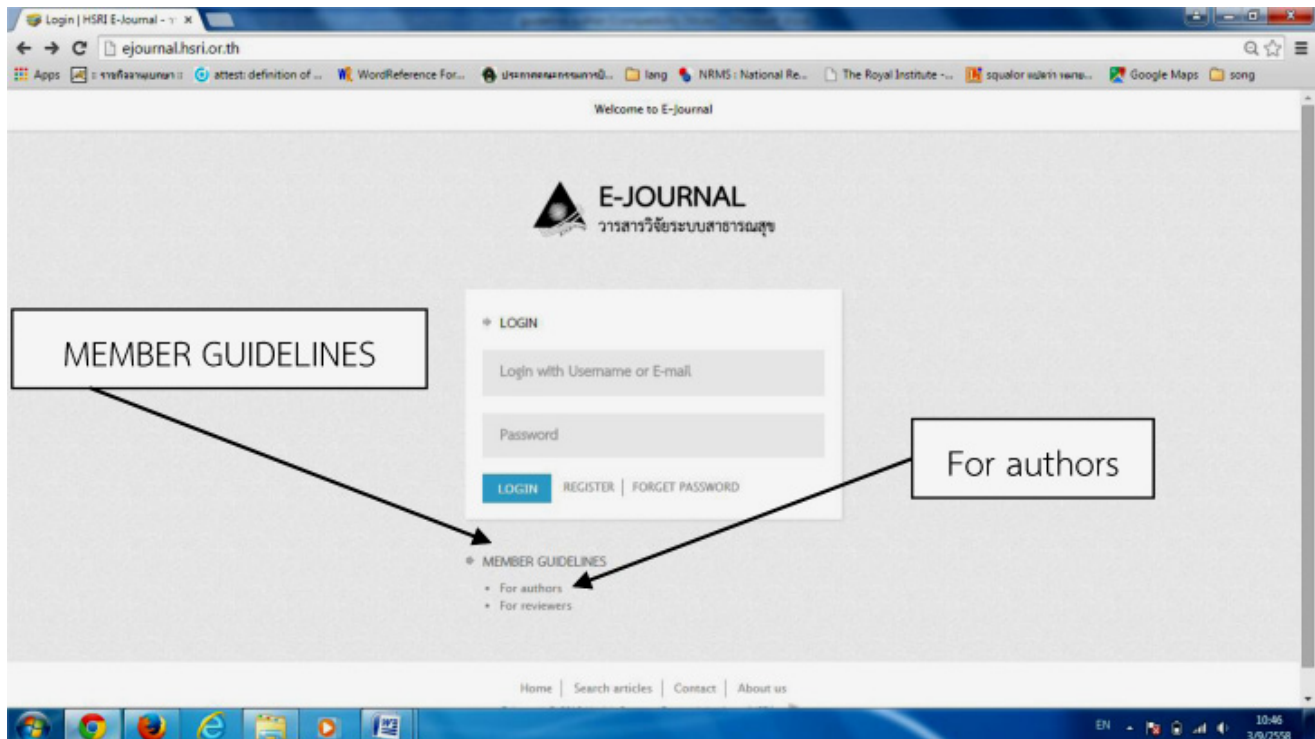 Login | HSRI E-Journal - ว
ejournal.hsri.or.th
Apps
attest: definition of ...
WordReference For...
lang
NRMS : National Re...
The Royal Institute -...
squalor
Google Maps
song
Welcome to E-Journal
E-JOURNAL
วารสารวิจัยระบบสาธารณสุข
LOGIN
MEMBER GUIDELINES
Login with Username or E-mail
Password
For authors
LOGIN
REGISTER | FORGET PASSWORD
MEMBER GUIDELINES
For authors
For reviewers
Home | Search articles | Contact | About us
EN
10:46
3/9/2558